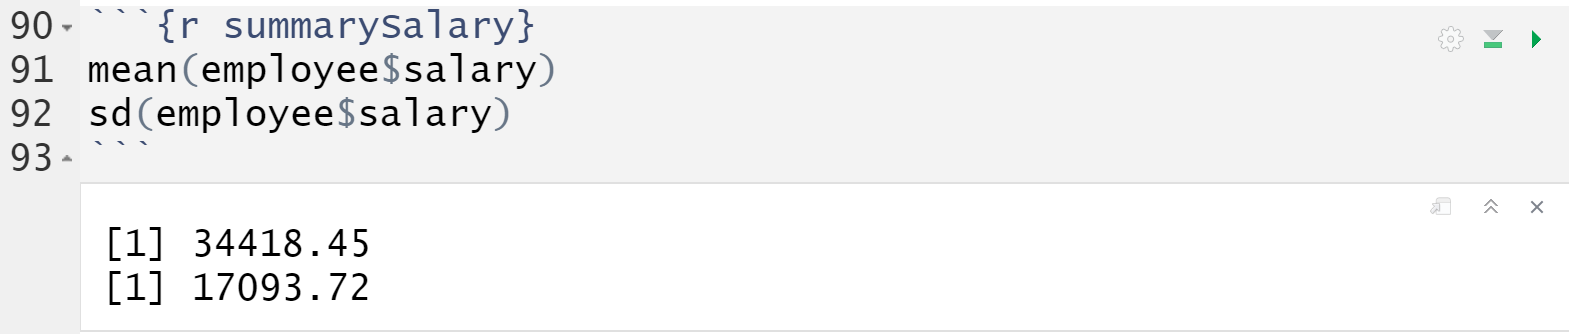 90 ```{r summarySalary}
91 mean(employee$salary)
92 sd(employee$salary)
93 ```
[1] 34418.45
[1] 17093.72